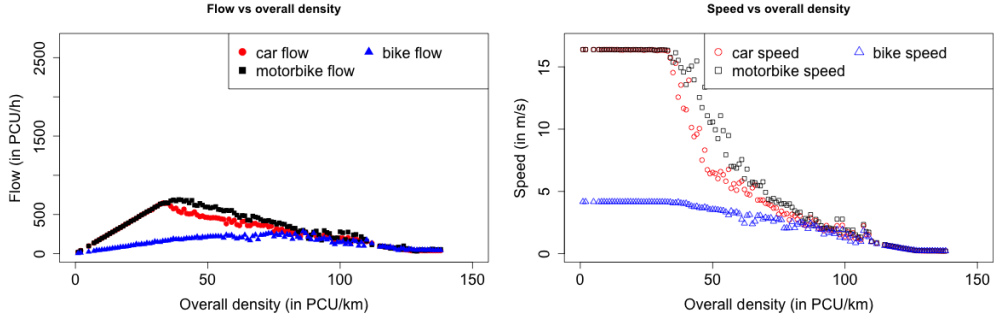 Flow vs overall density
car flow
bike flow
motorbike flow
Flow (in PCU/h)
2500
1500
500
0
0
50
100
150
Overall density (in PCU/km)
Speed vs overall density
car speed
bike speed
motorbike speed
Speed (in m/s)
15
10
5
0
0
50
100
150
Overall density (in PCU/km)